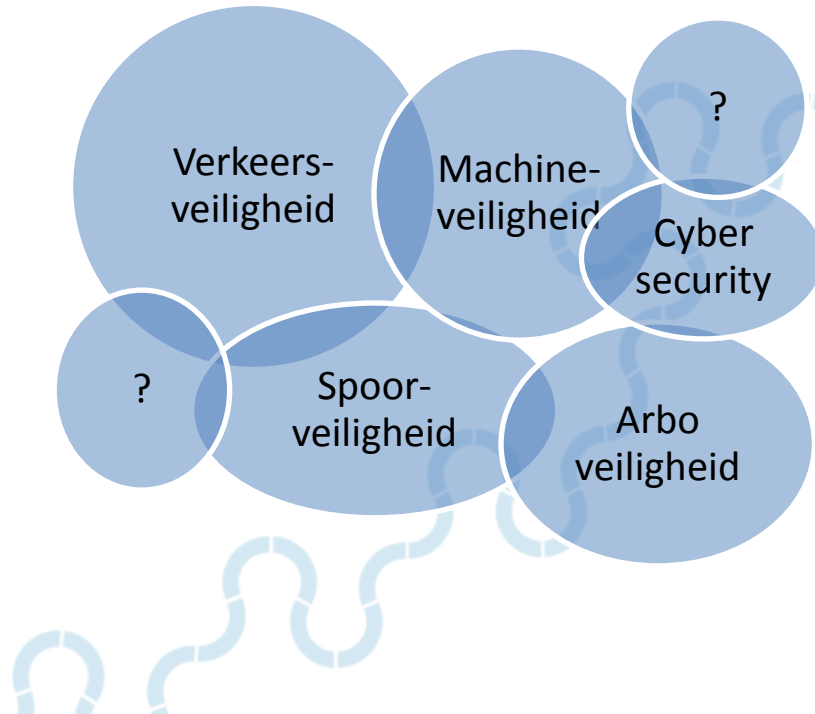 Verkeers-
veiligheid
Machine-
veiligheid
?
Cyber
security
?
Spoor-
veiligheid
Arbo
veiligheid